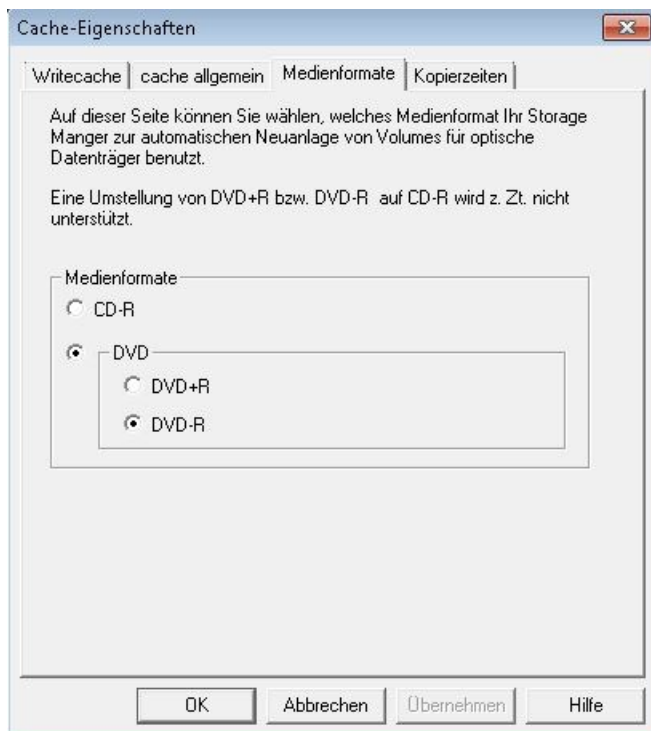 Cache-Eigenschaften
Writecache cache allgemein Medienformate Kopierzeiten
Auf dieser Seite können Sie wählen, welches Medienformat Ihr Storage
Manger zur automatischen Neuanlage von Volumes für optische
Datenträger benutzt.
Eine Umstellung von DVD+R bzw. DVD-R auf CD-R wird z. Zt. nicht
unterstützt.
Medienformate
CD-R
DVD
DVD+R
DVD-R
OK Abbrechen Übernehmen Hilfe